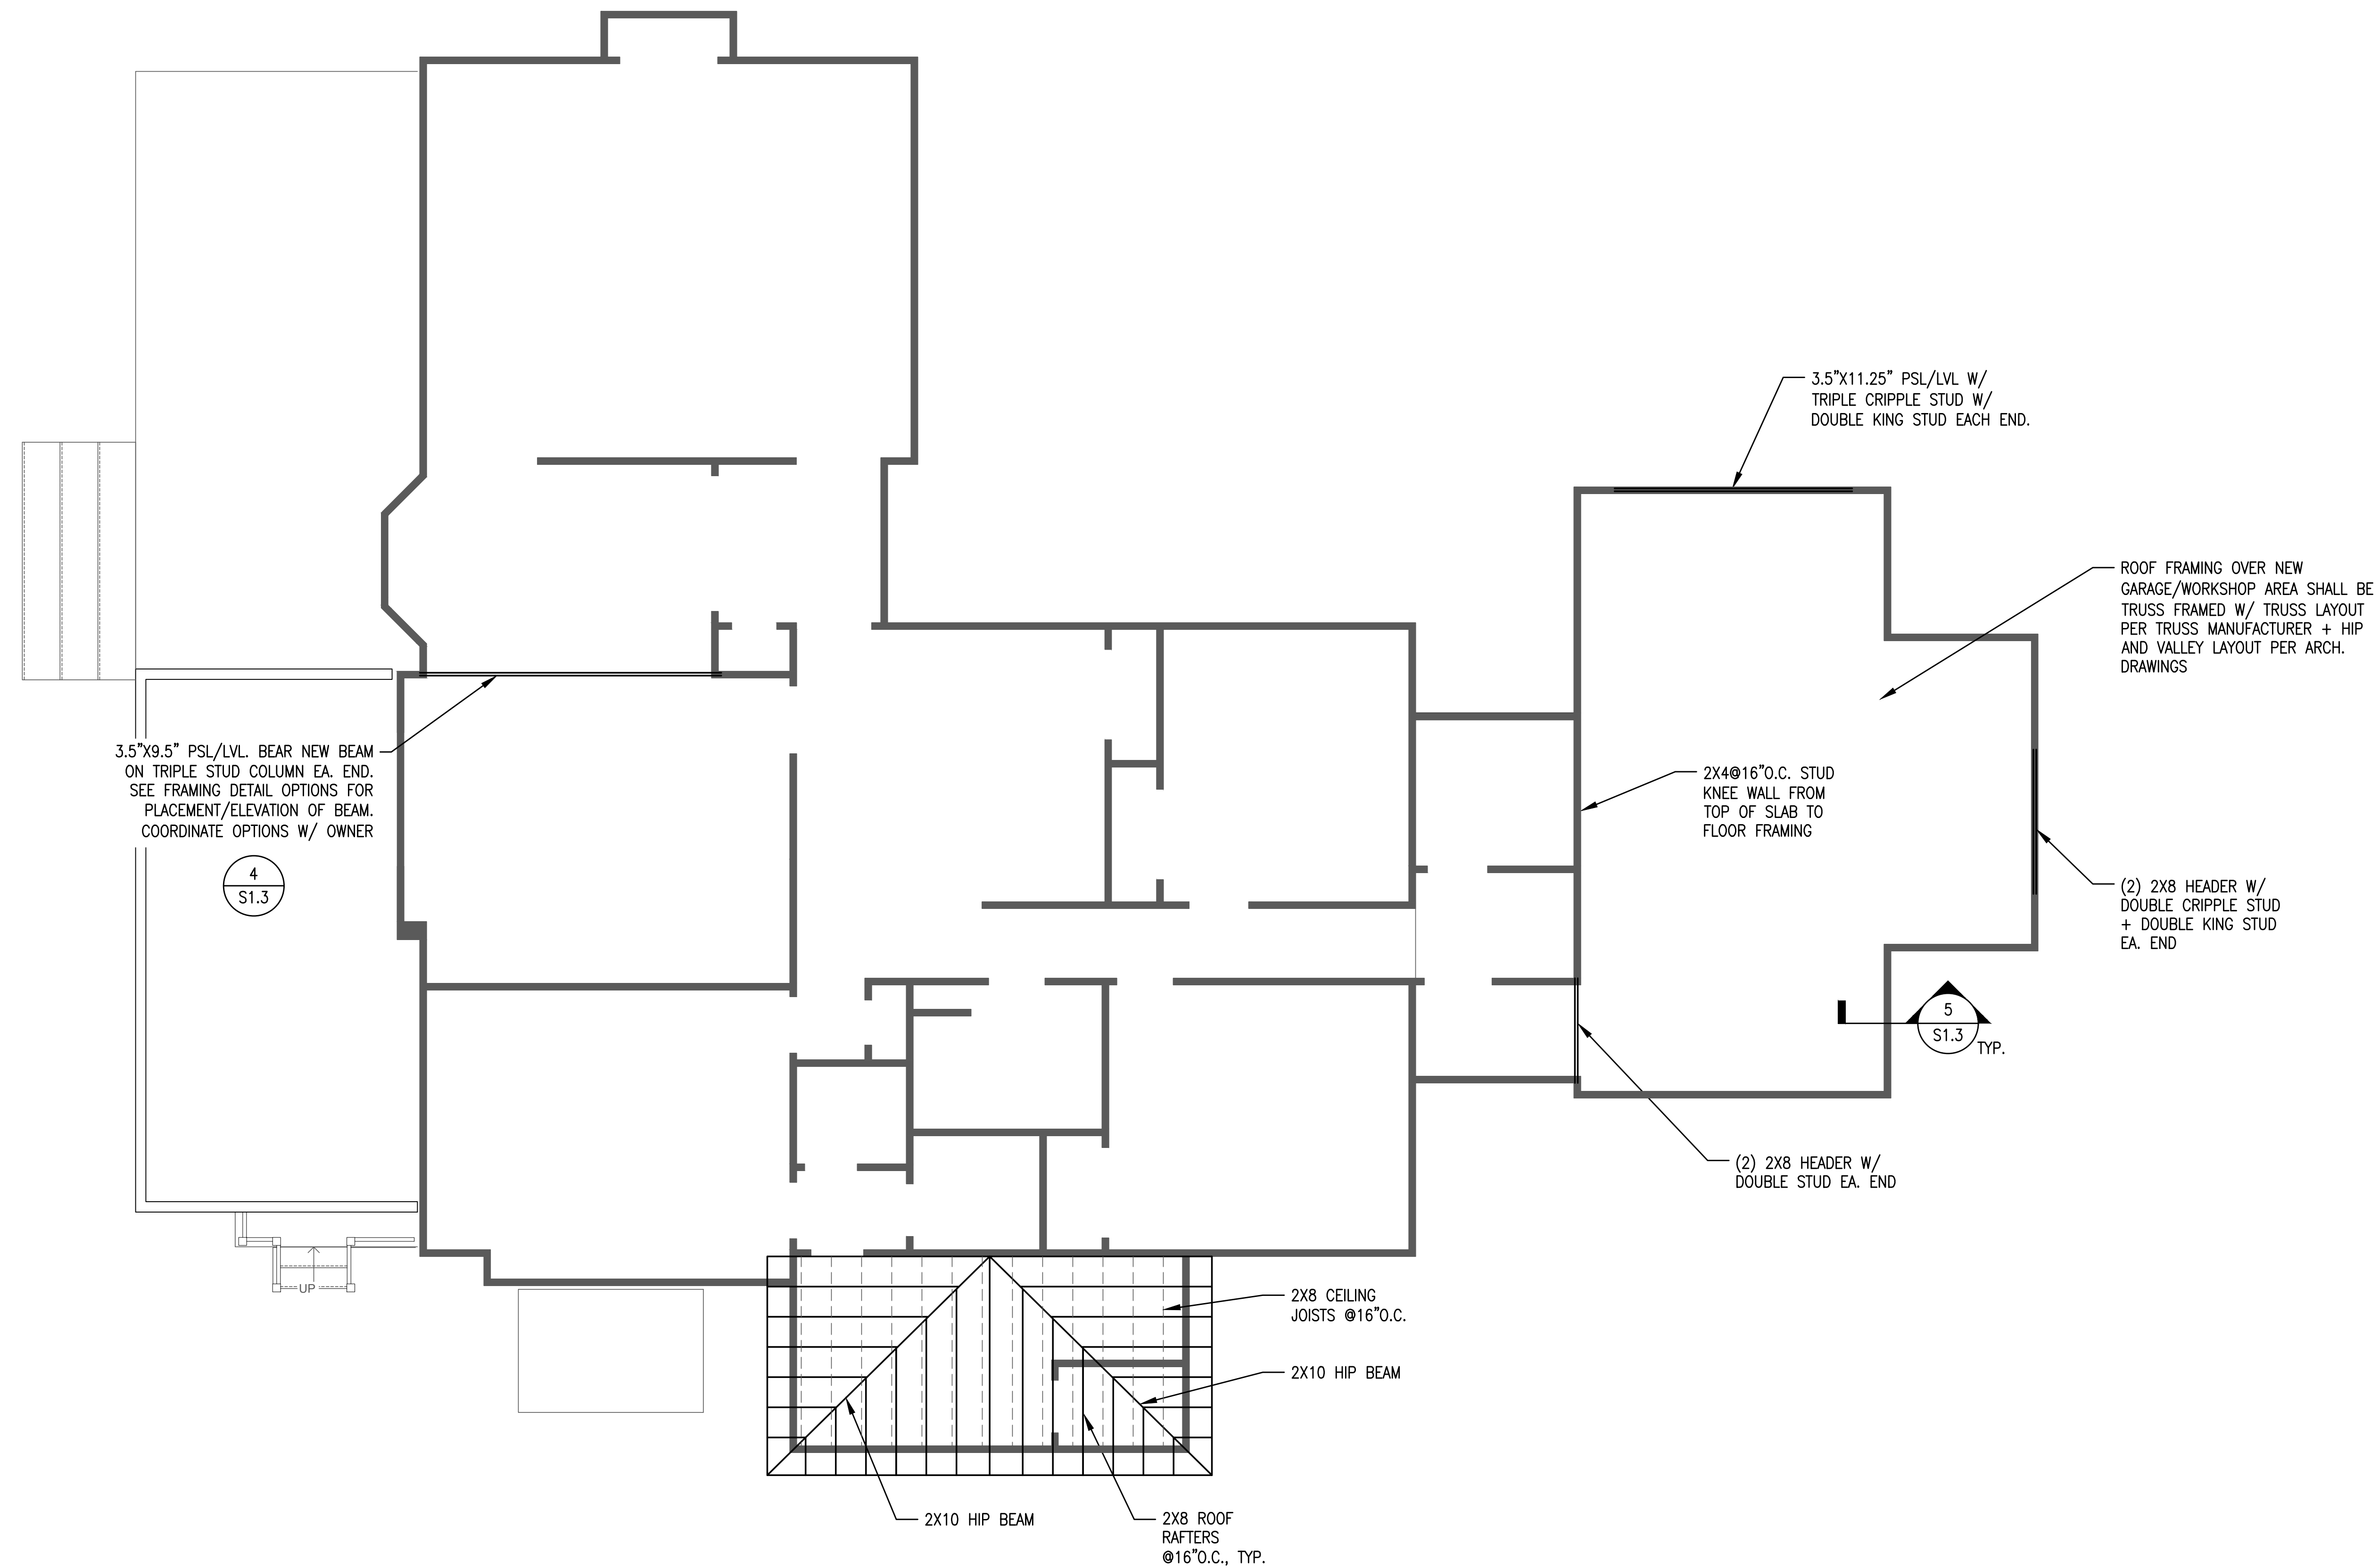 3.5"X11.25" PSL/LVL W/
TRIPLE CRIPPLE STUD W/
DOUBLE KING STUD EACH END.
ROOF FRAMING OVER NEW
GARAGE/WORKSHOP AREA SHALL BE
TRUSS FRAMED W/ TRUSS LAYOUT
PER TRUSS MANUFACTURER + HIP
AND VALLEY LAYOUT PER ARCH.
DRAWINGS
3.5"X9.5" PSL/LVL. BEAR NEW BEAM
ON TRIPLE STUD COLUMN EA. END.
SEE FRAMING DETAIL OPTIONS FOR
PLACEMENT/ELEVATION OF BEAM.
COORDINATE OPTIONS W/ OWNER
4
S1.3
2X4@16"O.C. STUD
KNEE WALL FROM
TOP OF SLAB TO
FLOOR FRAMING
(2) 2X8 HEADER W/
DOUBLE CRIPPLE STUD
+ DOUBLE KING STUD
EA. END
5
S1.3
TYP.
(2) 2X8 HEADER W/
DOUBLE STUD EA. END
UP
2X8 CEILING
JOISTS @16"O.C.
2X10 HIP BEAM
2X10 HIP BEAM
2X8 ROOF
RAFTERS
@16"O.C., TYP.